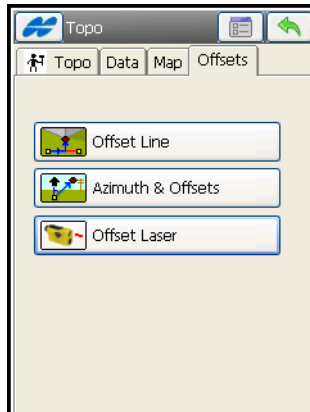 Topo
Topo Data Map Offsets
Offset Line
Azimuth & Offsets
Offset Laser